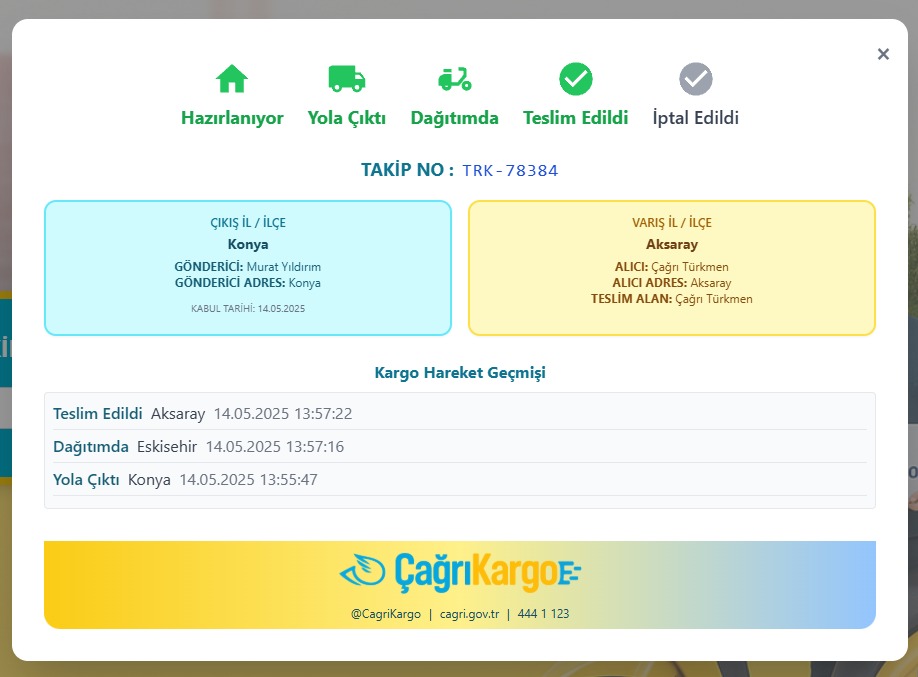 ×
Hazırlanıyor Yola Çıktı Dağıtımda Teslim Edildi İptal Edildi
TAKİP NO : TRK-78384
ÇIKIŞ İL / İLÇE
Konya
GÖNDERİCİ: Murat Yıldırım
GÖNDERİCİ ADRES: Konya
KABUL TARİHİ: 14.05.2025
VARIŞ İL / İLÇE
Aksaray
ALICI: Çağrı Türkmen
ALICI ADRES: Aksaray
TESLİM ALAN: Çağrı Türkmen
Kargo Hareket Geçmişi
Teslim Edildi Aksaray 14.05.2025 13:57:22
Dağıtımda Eskisehir 14.05.2025 13:57:16
Yola Çıktı Konya 14.05.2025 13:55:47
ÇağrıKargo
@CagriKargo | cagri.gov.tr | 444 1 123